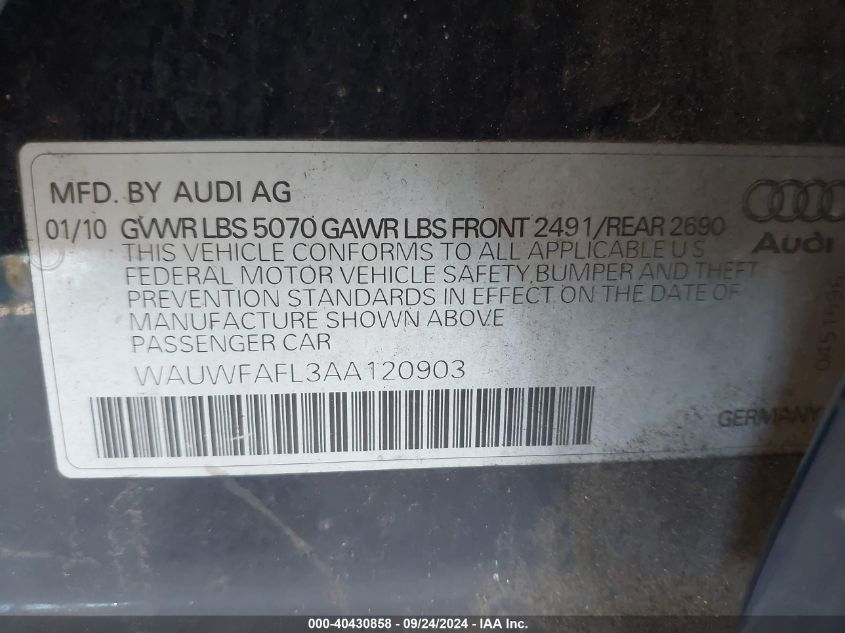 MFD. BY AUDI AG
01/10 GVWR LBS 5070 GAWR LBS FRONT 2491/REAR 2690
THIS VEHICLE CONFORMS TO ALL APPLICABLE U S
FEDERAL MOTOR VEHICLE SAFETY, BUMPER AND THEFT
PREVENTION STANDARDS IN EFFECT ON THE DATE OF
MANUFACTURE SHOWN ABOVE
PASSENGER CAR
WAUWFAFL3AA120903
Audi
GERMANY
000-40430858 - 09/24/2024 - IAAI.com